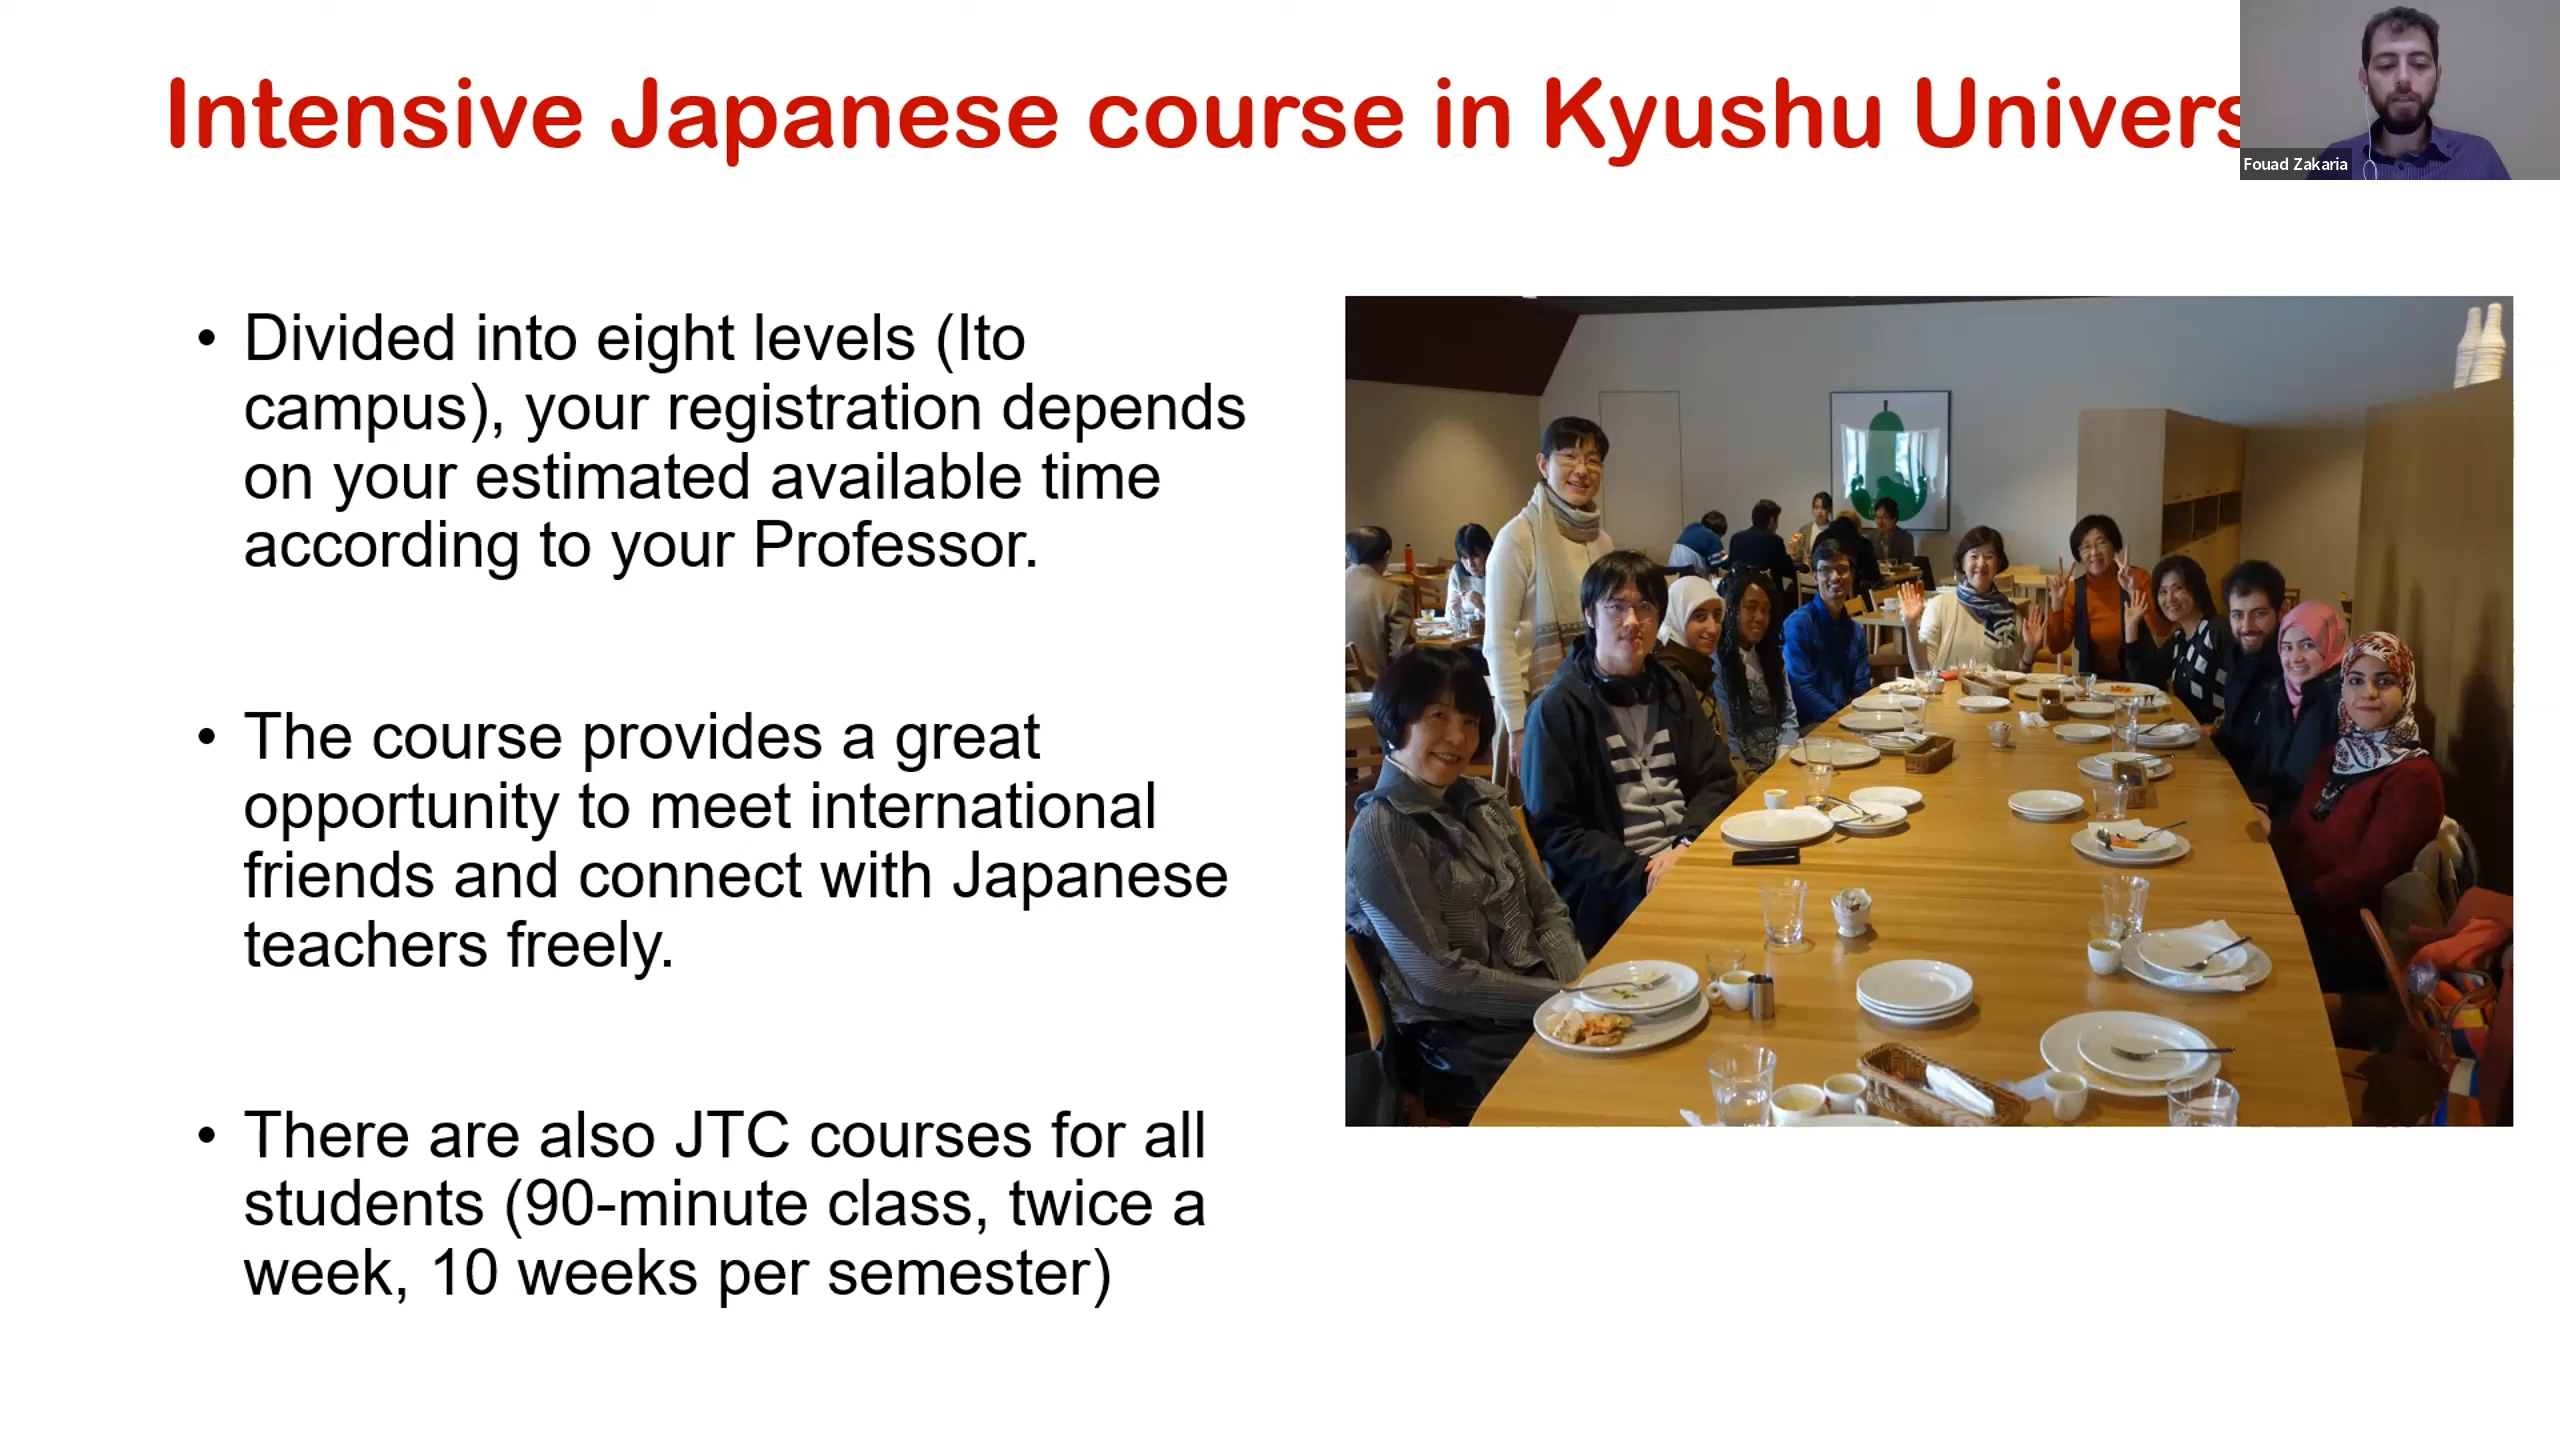 Intensive Japanese course in Kyushu Univers
Fouad Zakaria
• Divided into eight levels (Ito
campus), your registration depends
on your estimated available time
according to your Professor.
• The course provides a great
opportunity to meet international
friends and connect with Japanese
teachers freely.
• There are also JTC courses for all
students (90-minute class, twice a
week, 10 weeks per semester)